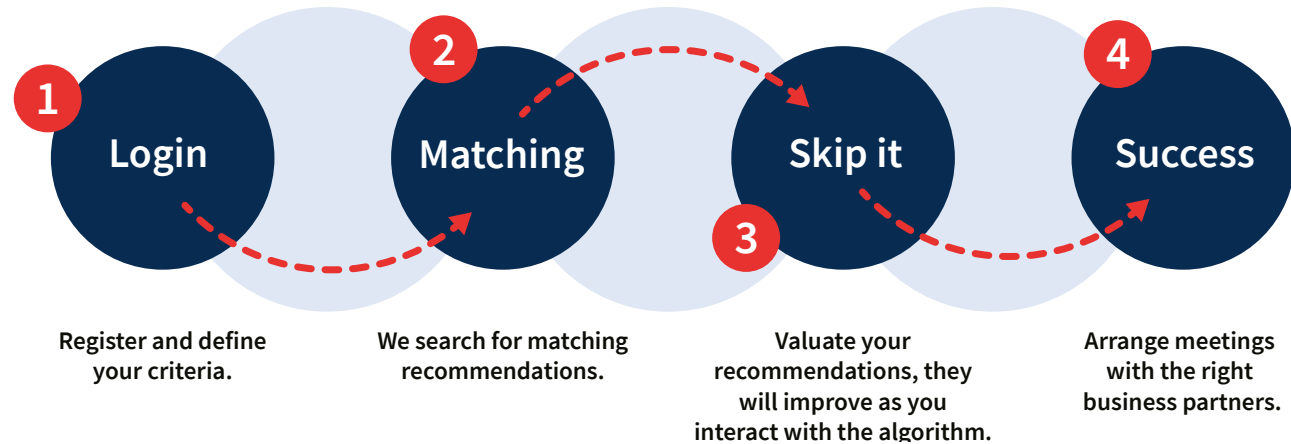 1
Login
Register and define
your criteria.
2
Matching
We search for matching
recommendations.
3
Skip it
Valuate your
recommendations, they
will improve as you
interact with the algorithm.
4
Success
Arrange meetings
with the right
business partners.